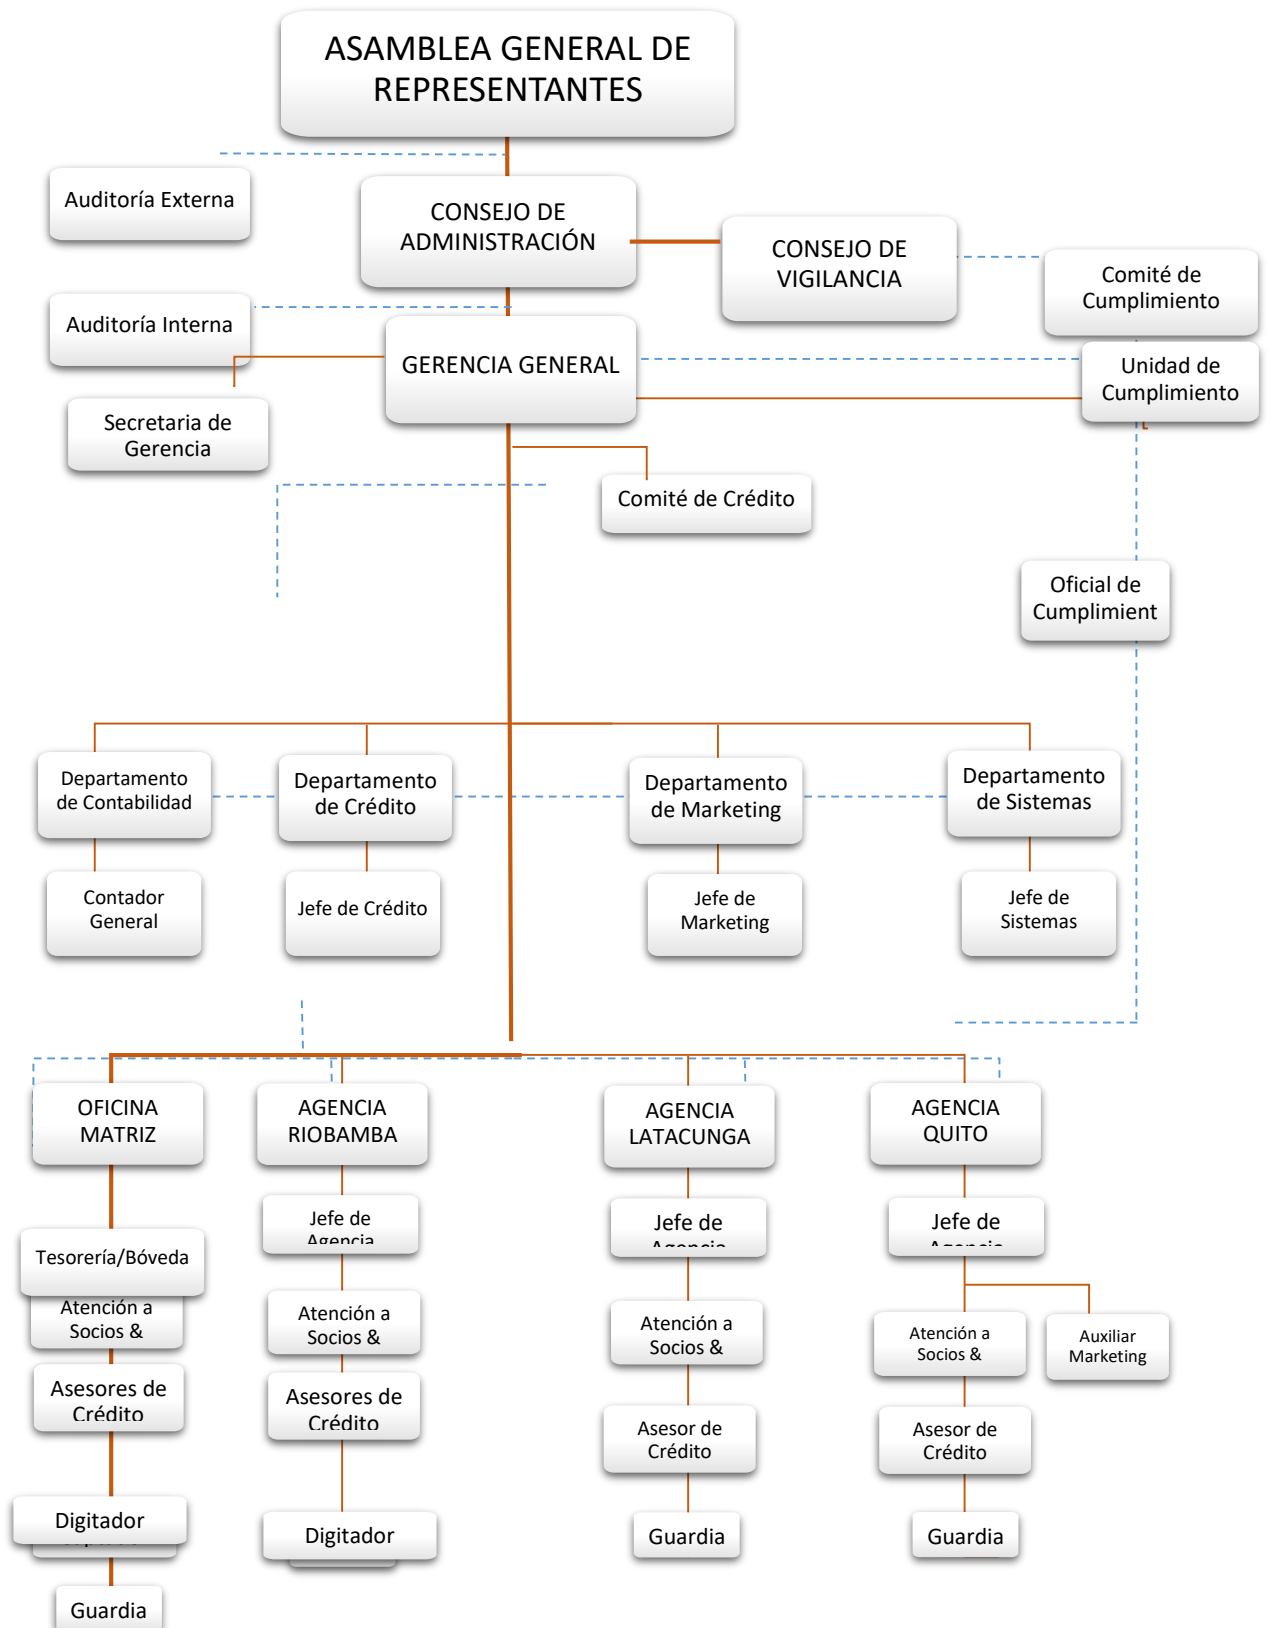 ASAMBLEA GENERAL DE
REPRESENTANTES
Auditoría Externa
CONSEJO DE
ADMINISTRACIÓN
CONSEJO DE
VIGILANCIA
Comité de
Cumplimiento
Auditoría Interna
GERENCIA GENERAL
Unidad de
Cumplimiento
Secretaria de
Gerencia
Comité de Crédito
Oficial de
Cumplimient
Departamento
de Contabilidad
Departamento
de Crédito
Departamento
de Marketing
Departamento
de Sistemas
Contador
General
Jefe de Crédito
Jefe de
Marketing
Jefe de
Sistemas
OFICINA
MATRIZ
AGENCIA
RIOBAMBA
AGENCIA
LATACUNGA
AGENCIA
QUITO
Jefe de
Agencia
Jefe de
Agencia
Jefe de
Agencia
Tesorería/Bóveda
Atención a
Socios &
Atención a
Socios &
Atención a
Socios &
Atención a
Socios &
Auxiliar
Marketing
Asesores de
Crédito
Asesores de
Crédito
Asesor de
Crédito
Asesor de
Crédito
Digitador
Digitador
Guardia
Guardia
Guardia